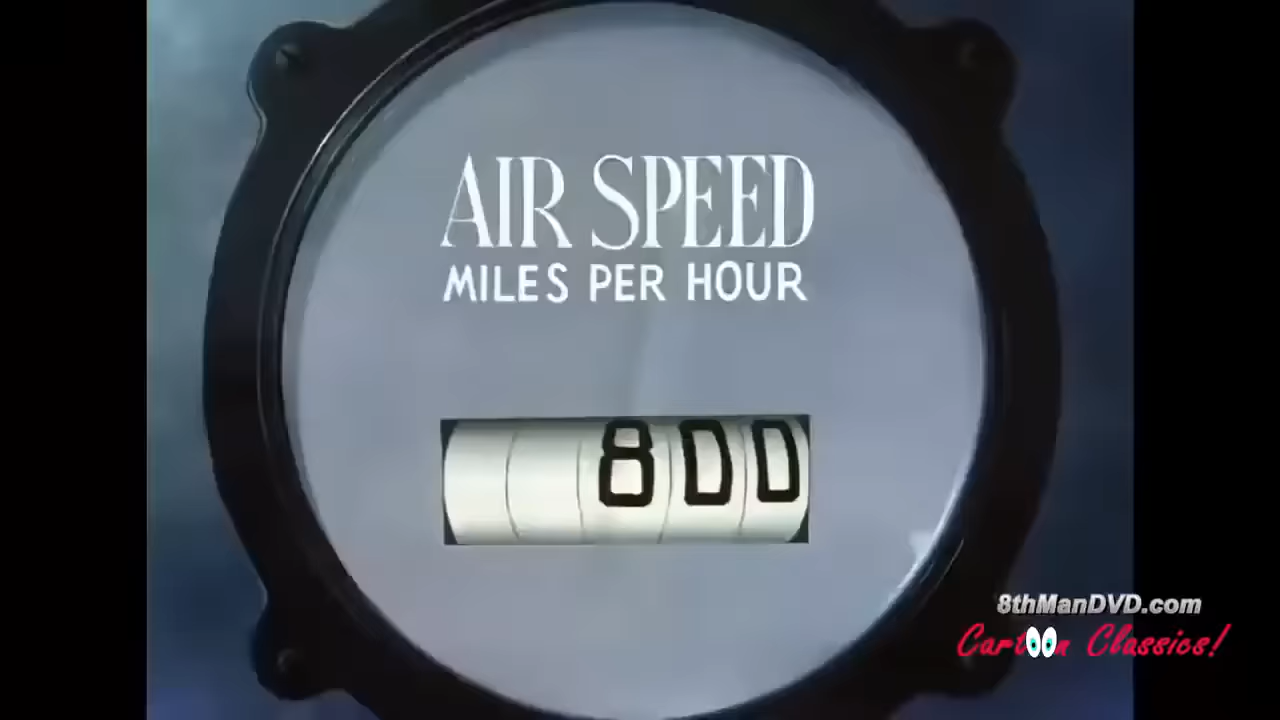 AIR SPEED
MILES PER HOUR
800
8thManDVD.com
Cartoon Classics!